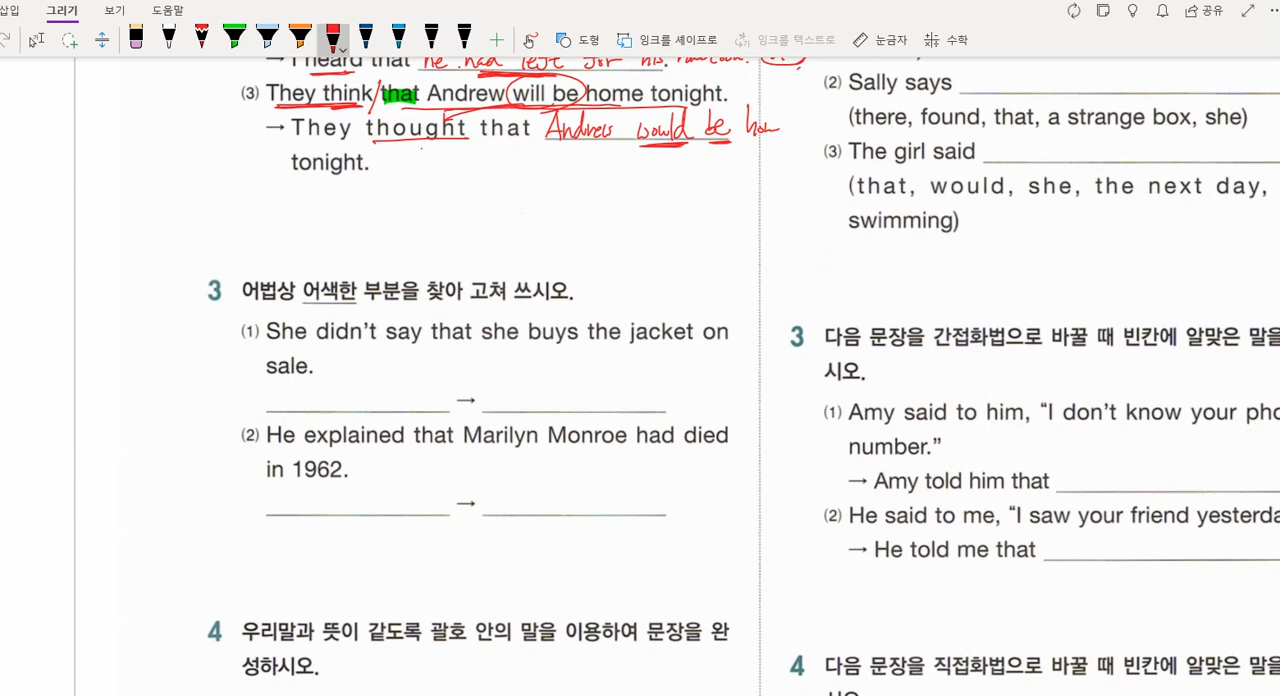 삽입 그리기 보기 도움말 공유
도형 잉크를 셰이프로 잉크를 텍스트로 눈금자 수학
→ I heard that he had left for his
(3) They think / that Andrew will be home tonight.
→ They thought that Andrew would be hom
tonight.
3 어법상 어색한 부분을 찾아 고쳐 쓰시오.
(1) She didn't say that she buys the jacket on
sale.
→
(2) He explained that Marilyn Monroe had died
in 1962.
→
4 우리말과 뜻이 같도록 괄호 안의 말을 이용하여 문장을 완
성하시오.
(2) Sally says
(there, found, that, a strange box, she)
(3) The girl said
(that, would, she, the next day,
swimming)
3 다음 문장을 간접화법으로 바꿀 때 빈칸에 알맞은 말을
시오.
(1) Amy said to him, “I don't know your pho
number.”
→ Amy told him that
(2) He said to me, “I saw your friend yesterda
→ He told me that
4 다음 문장을 직접화법으로 바꿀 때 빈칸에 알맞은 말을